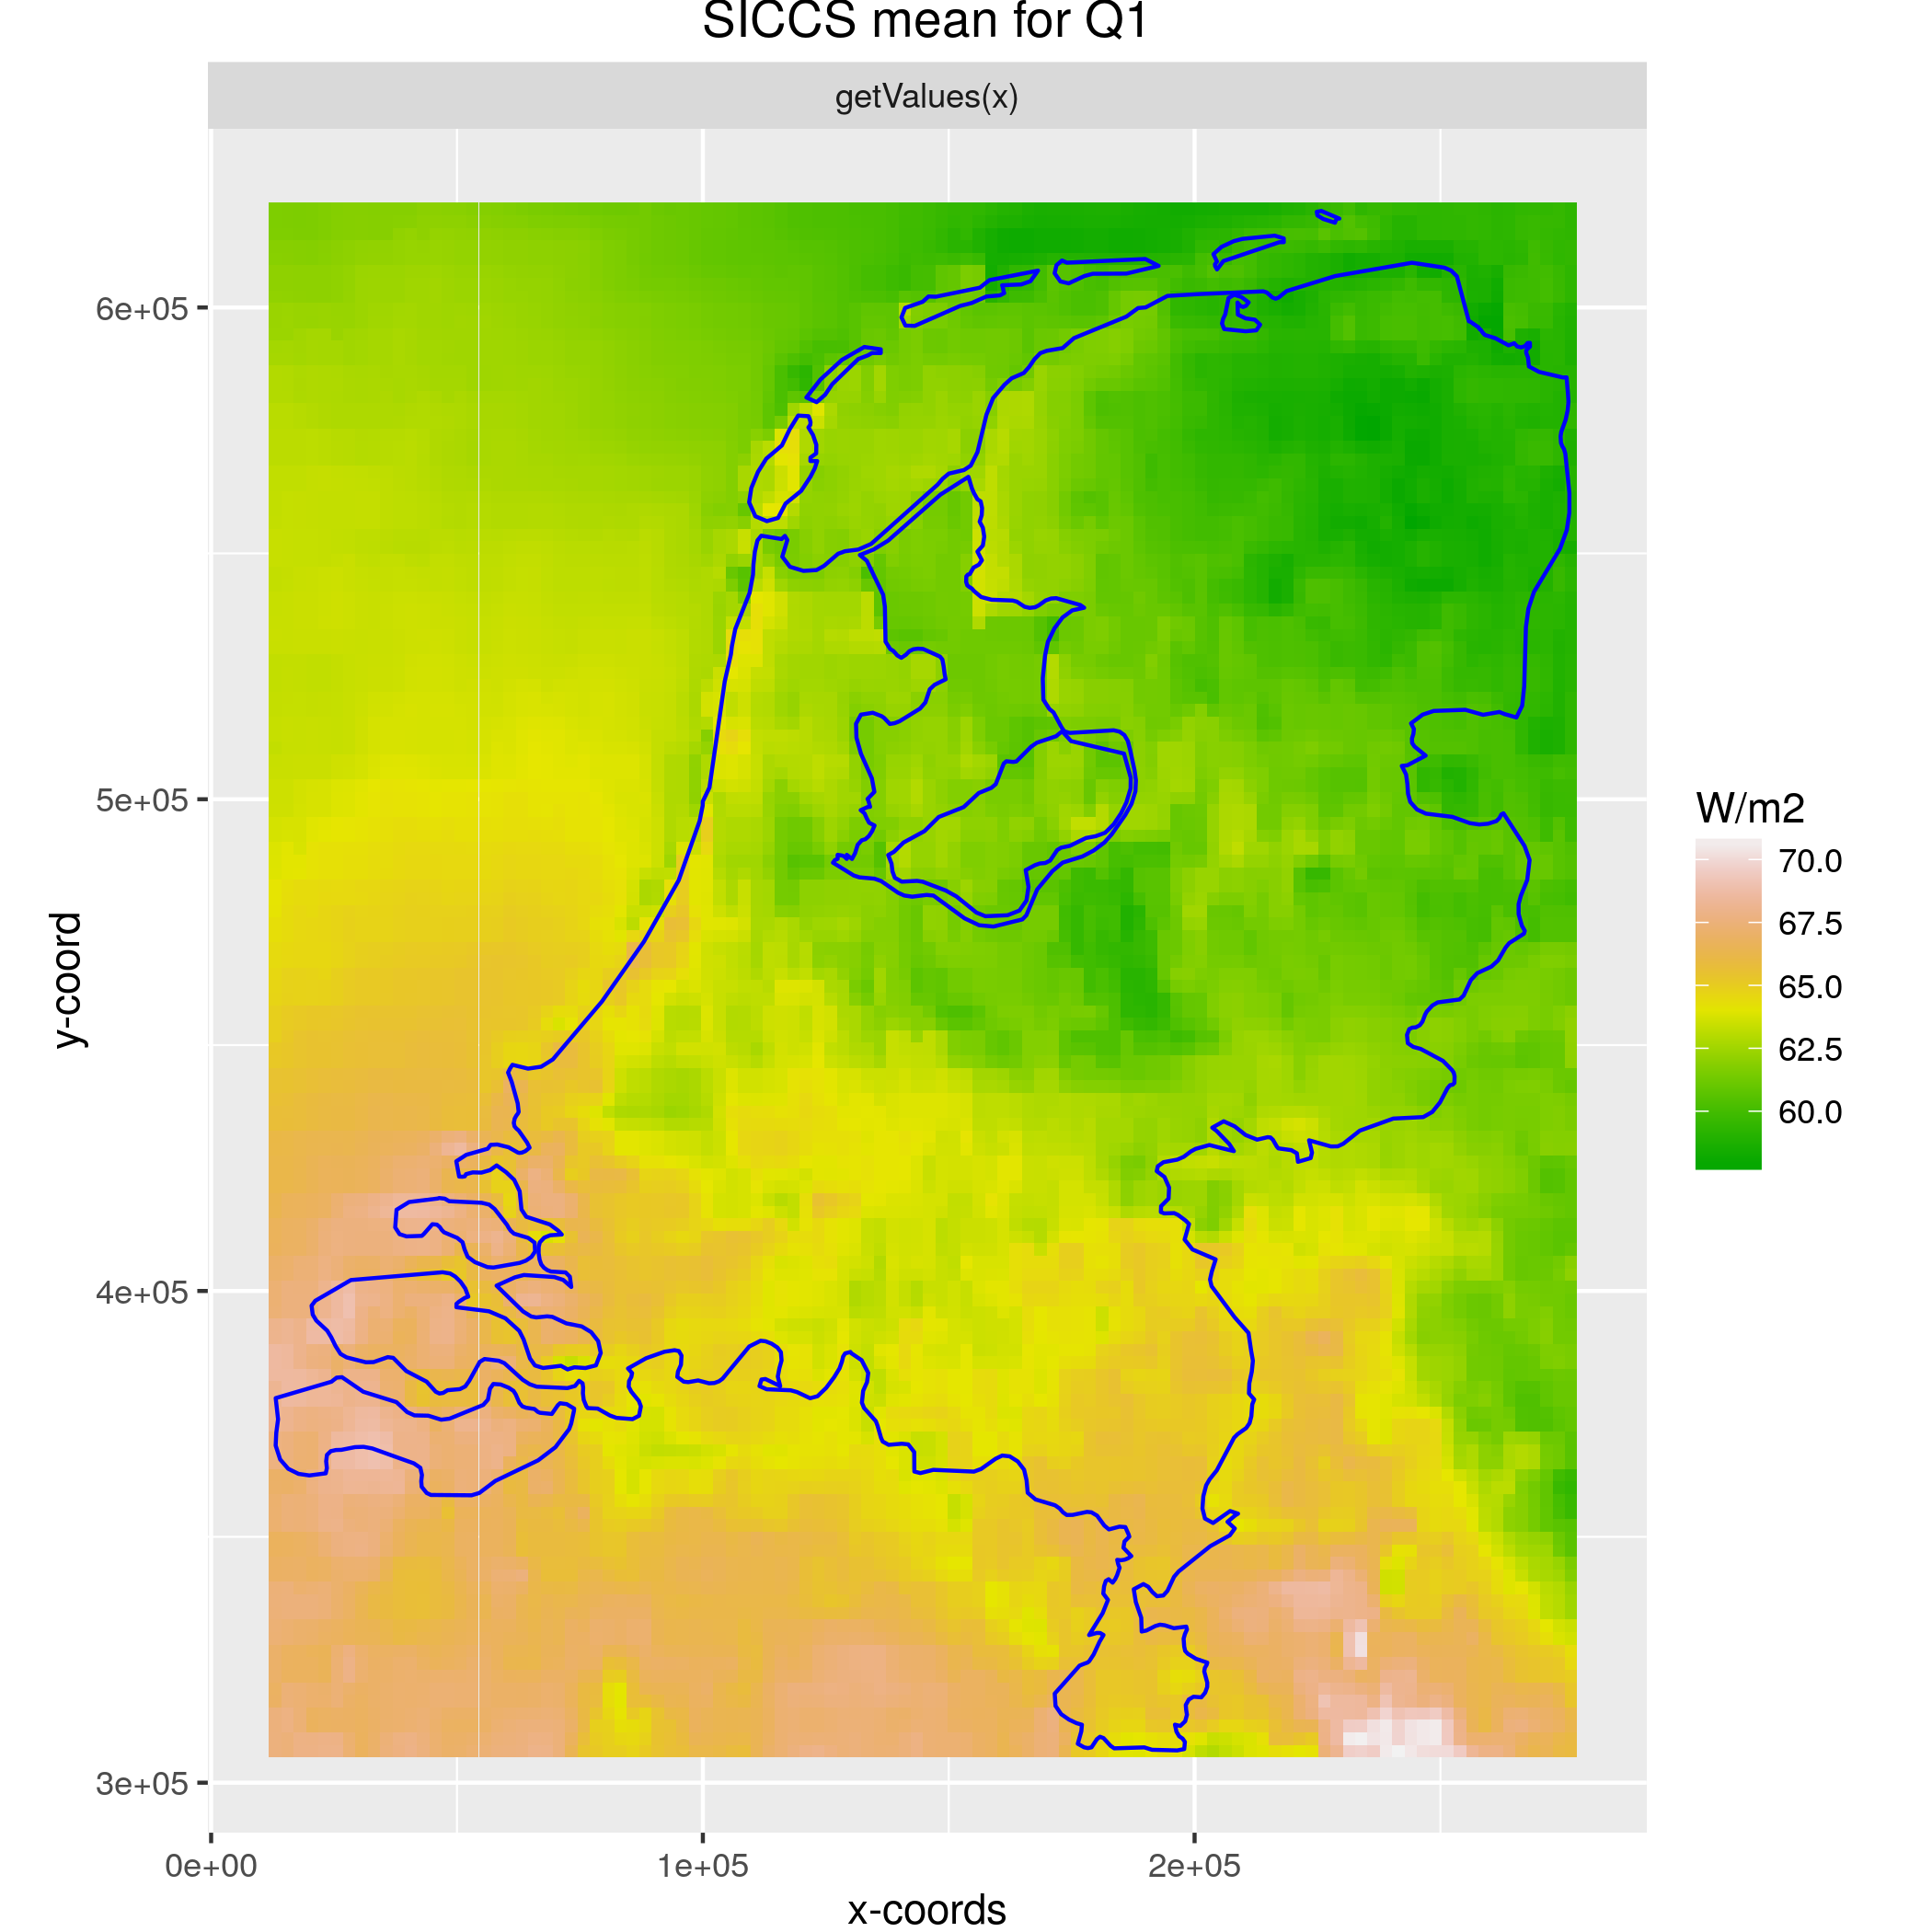 SICCS mean for Q1
getValues(x)
6e+05
5e+05
4e+05
3e+05
y-coord
0e+00 1e+05 2e+05
x-coords
W/m2
70.0
67.5
65.0
62.5
60.0